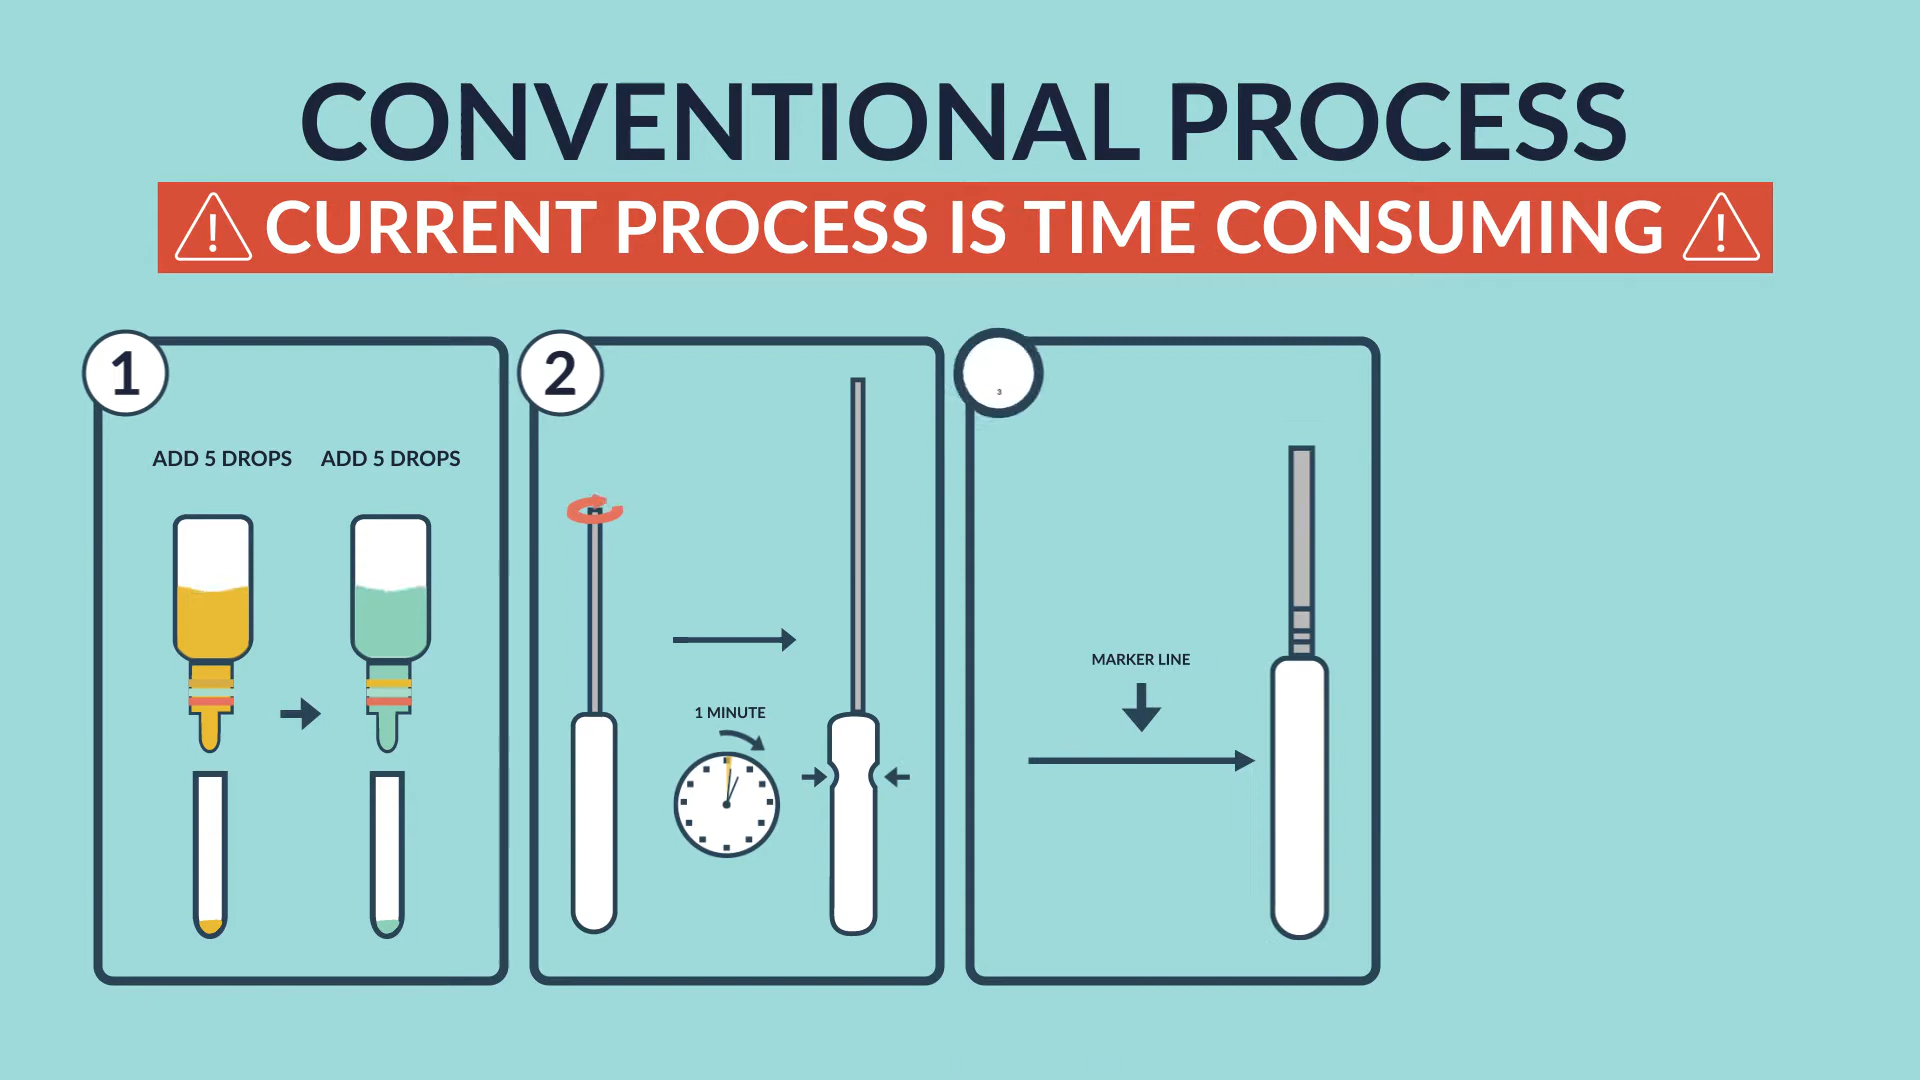 CONVENTIONAL PROCESS
CURRENT PROCESS IS TIME CONSUMING
1
2
3
ADD 5 DROPS ADD 5 DROPS
1 MINUTE
MARKER LINE